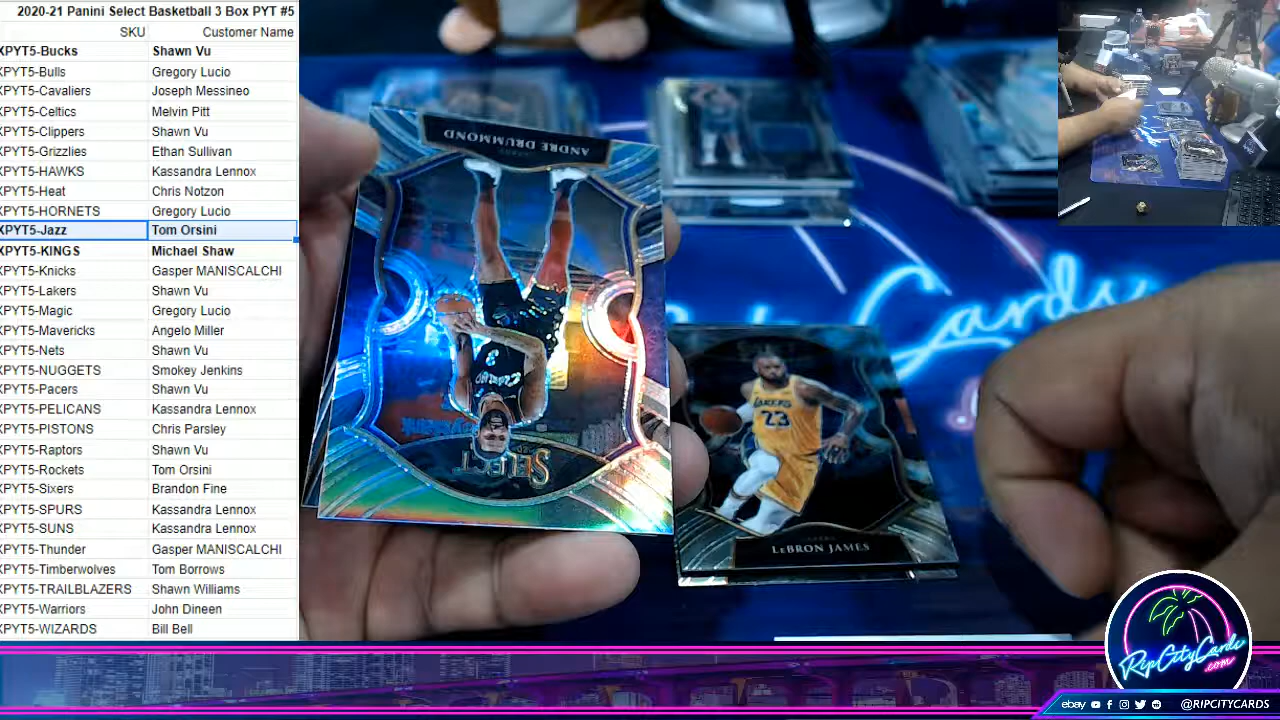 2020-21 Panini Select Basketball 3 Box PYT #5
SKU Customer Name
XPYT5-Bucks Shawn Vu
XPYT5-Bulls Gregory Lucio
XPYT5-Cavaliers Joseph Messineo
XPYT5-Celtics Melvin Pitt
XPYT5-Clippers Shawn Vu
XPYT5-Grizzlies Ethan Sullivan
XPYT5-HAWKS Kassandra Lennox
XPYT5-Heat Chris Notzon
XPYT5-HORNETS Gregory Lucio
XPYT5-Jazz Tom Orsini
XPYT5-KINGS Michael Shaw
XPYT5-Knicks Gasper MANISCALCHI
XPYT5-Lakers Shawn Vu
XPYT5-Magic Gregory Lucio
XPYT5-Mavericks Angelo Miller
XPYT5-Nets Shawn Vu
XPYT5-NUGGETS Smokey Jenkins
XPYT5-Pacers Shawn Vu
XPYT5-PELICANS Kassandra Lennox
XPYT5-PISTONS Chris Parsley
XPYT5-Raptors Shawn Vu
XPYT5-Rockets Tom Orsini
XPYT5-Sixers Brandon Fine
XPYT5-SPURS Kassandra Lennox
XPYT5-SUNS Kassandra Lennox
XPYT5-Thunder Gasper MANISCALCHI
XPYT5-Timberwolves Tom Borrows
XPYT5-TRAILBLAZERS Shawn Williams
XPYT5-Warriors John Dineen
XPYT5-WIZARDS Bill Bell
ANDRE DRUMMOND
SELECT
Cards
LAKERS
23
LEBRON JAMES
RipCityCards
.com
ebay @RIPCITYCARDS